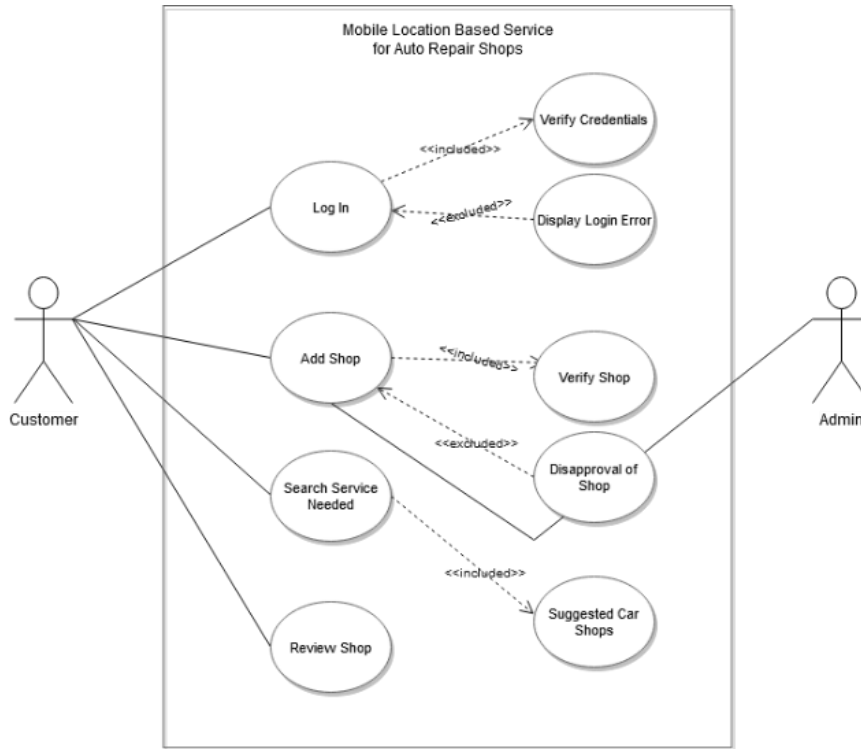 Mobile Location Based Service
for Auto Repair Shops
Verify Credentials
<<included>>
Log In
<<excluded>>
Display Login Error
Customer
Admin
Add Shop
<<included>>
Verify Shop
<<excluded>>
Disapproval of
Shop
Search Service
Needed
<<included>>
Suggested Car
Shops
Review Shop